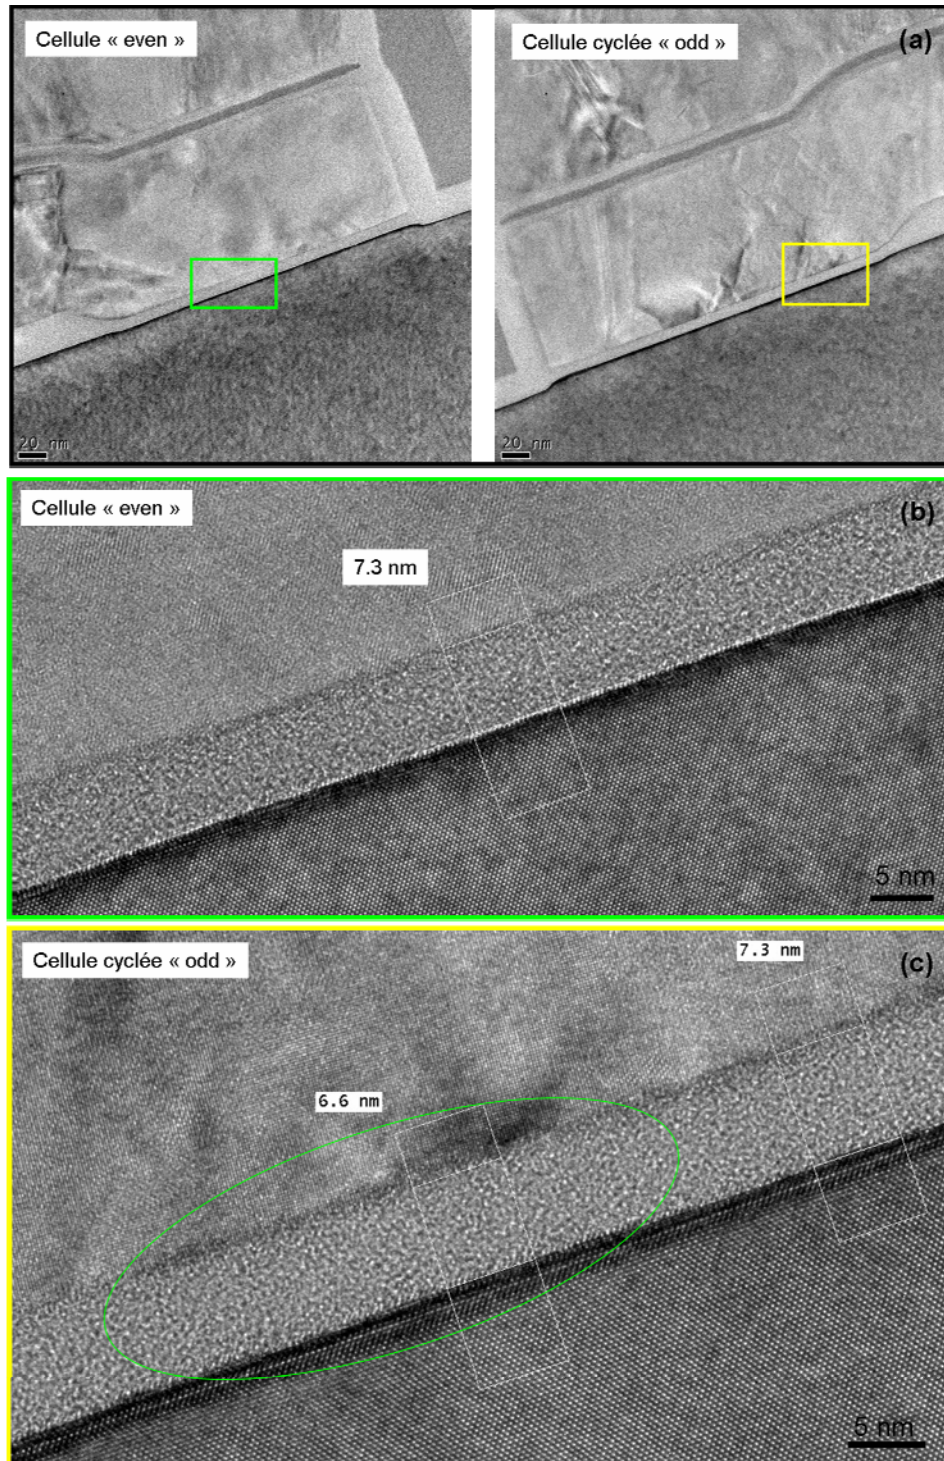 Cellule « even »
Cellule cyclée « odd »
(a)
20 nm
20 nm
Cellule « even »
(b)
7.3 nm
5 nm
Cellule cyclée « odd »
7.3 nm
(c)
6.6 nm
5 nm